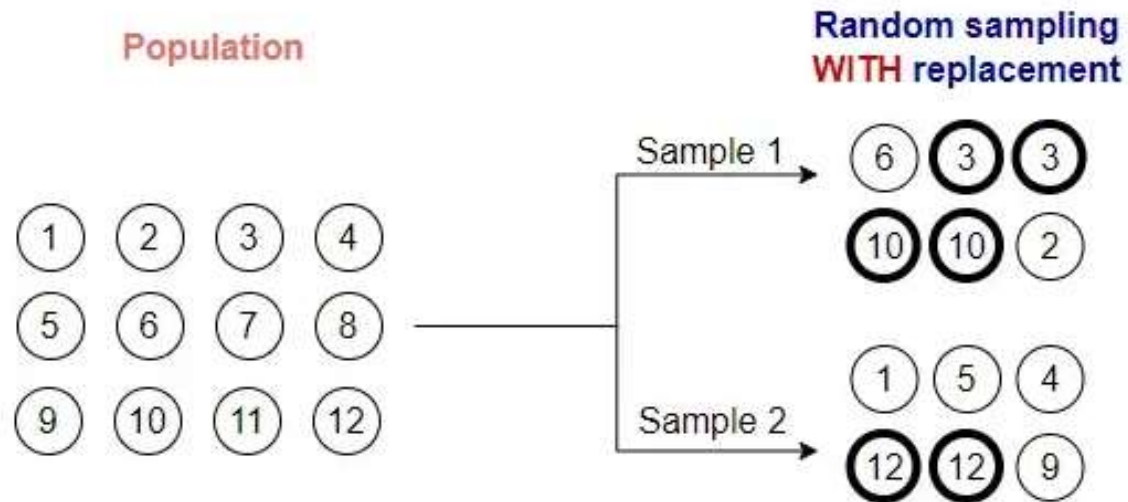 Population
Random sampling
WITH replacement
1 2 3 4
5 6 7 8
9 10 11 12
Sample 1
6 3 3
10 10 2
Sample 2
1 5 4
12 12 9